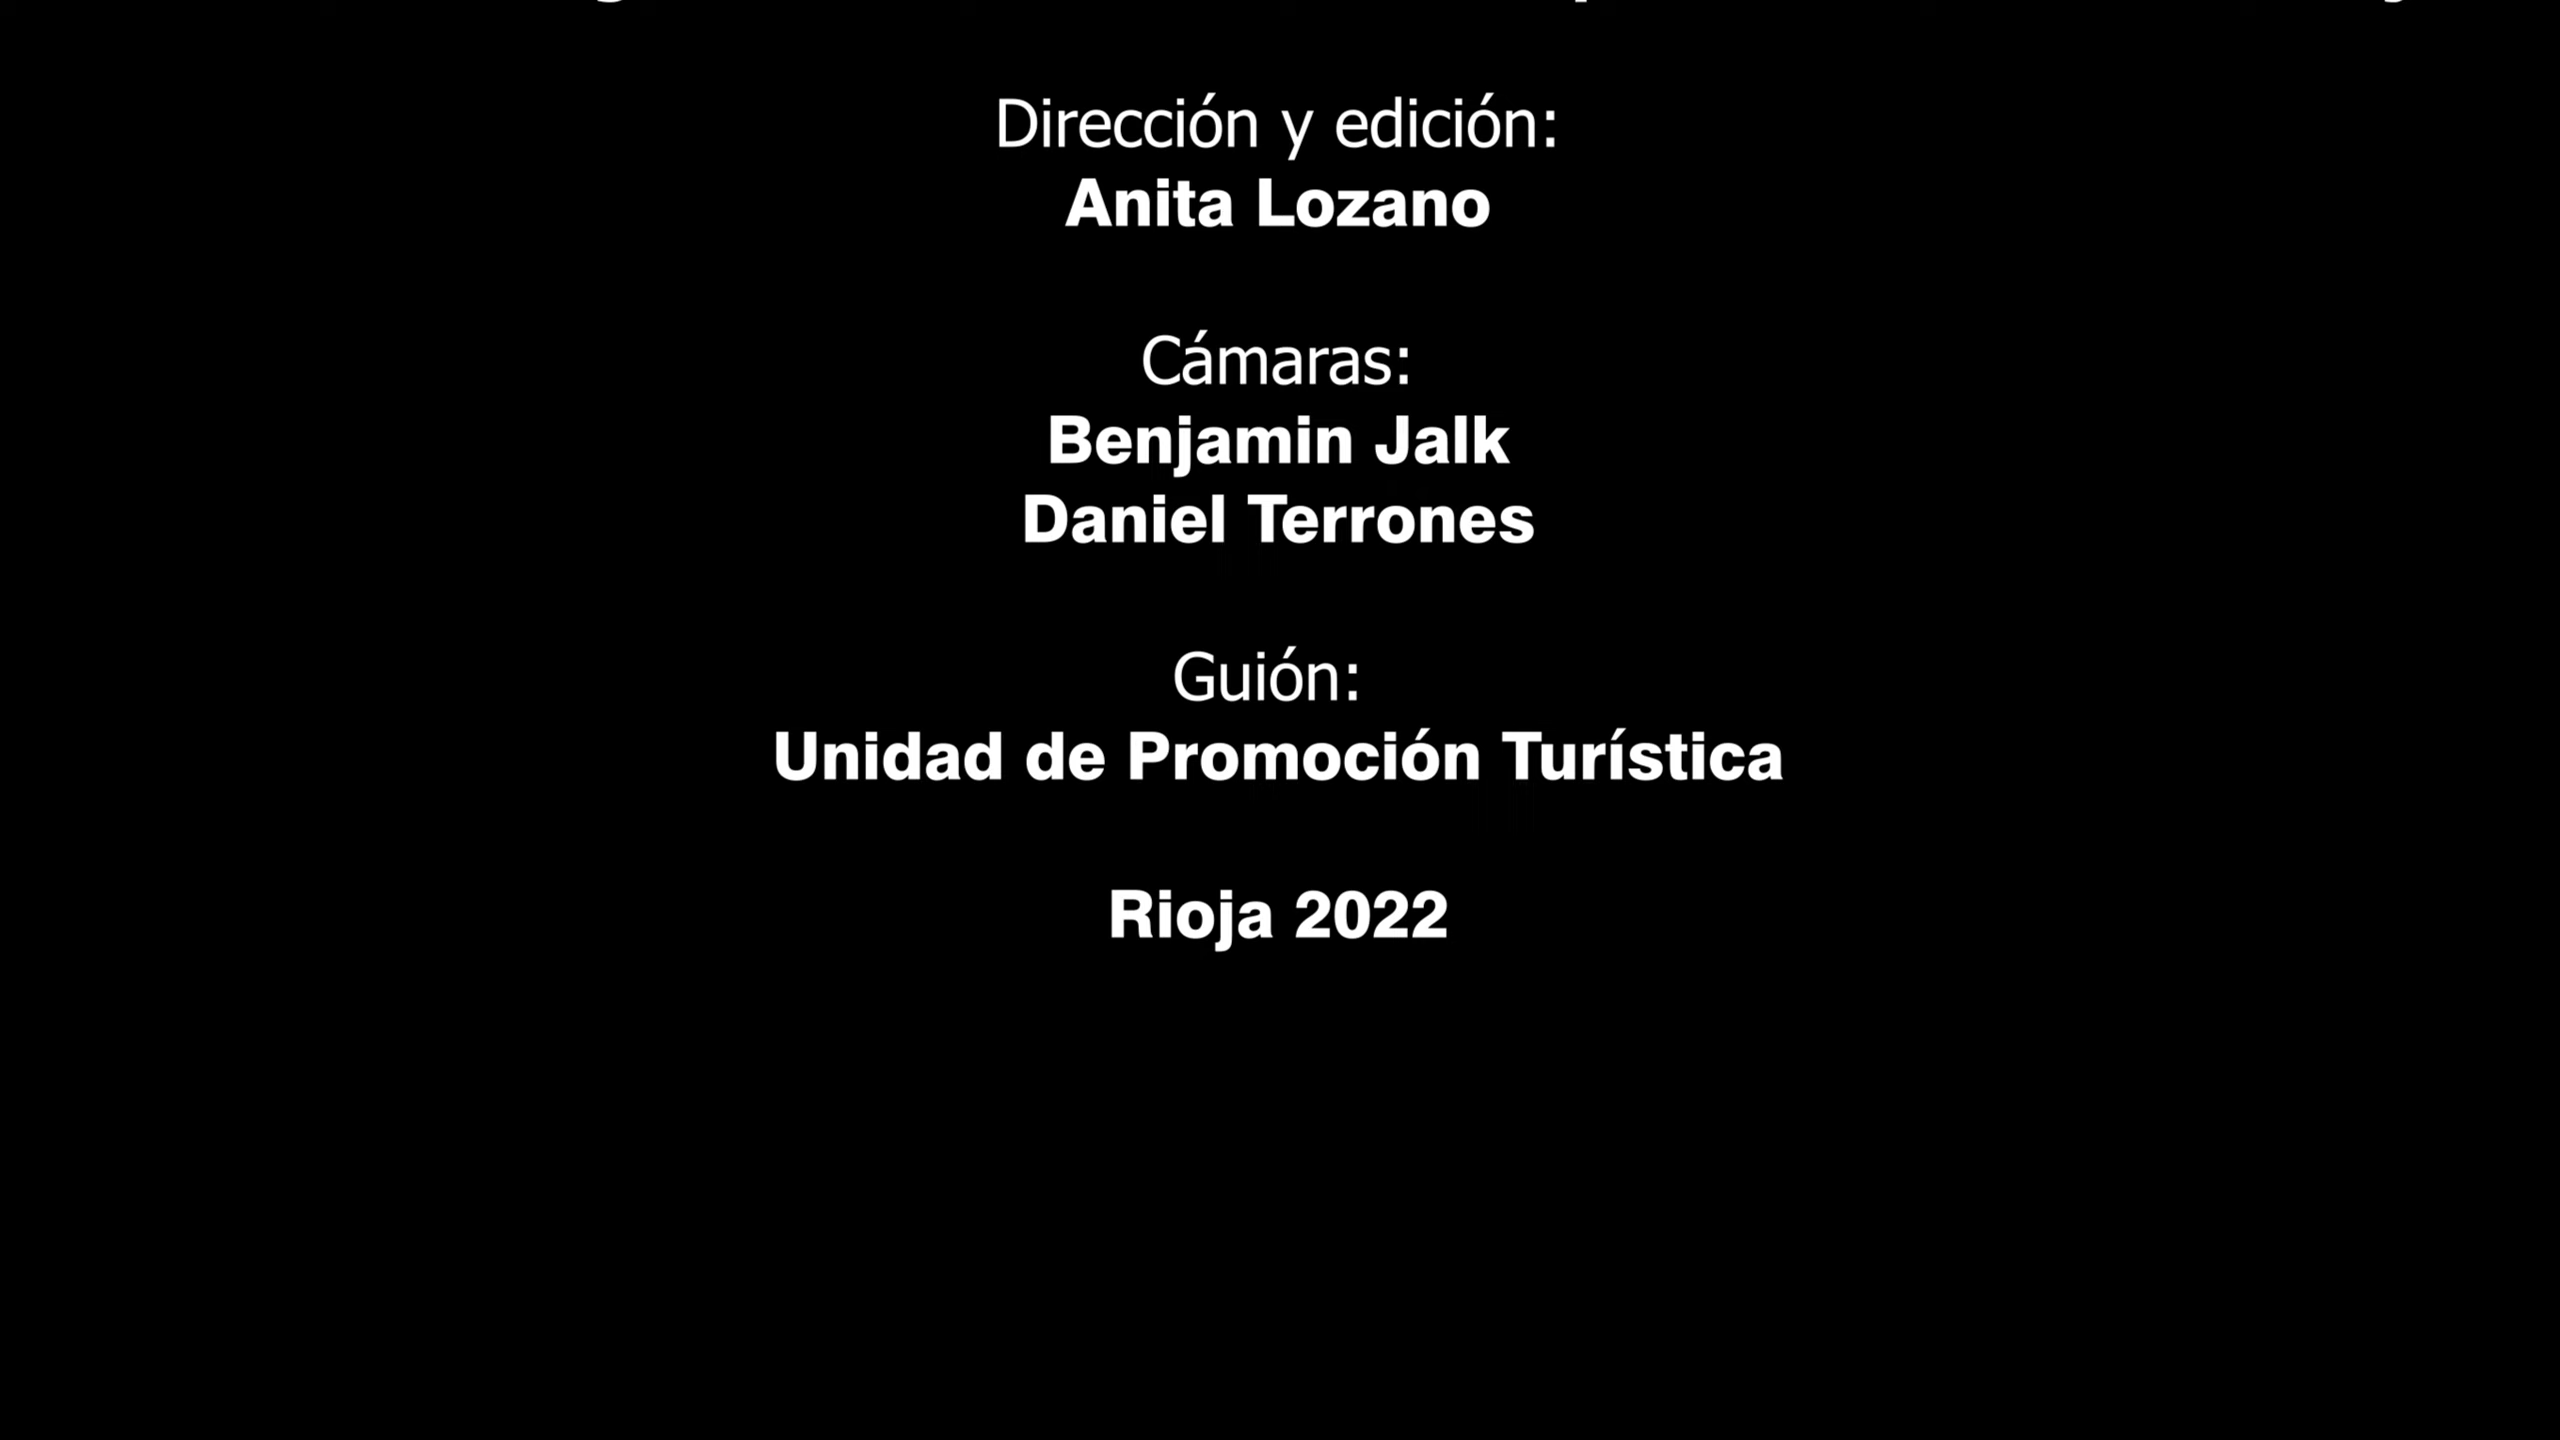 Dirección y edición:
Anita Lozano
Cámaras:
Benjamin Jalk
Daniel Terrones
Guión:
Unidad de Promoción Turística
Rioja 2022